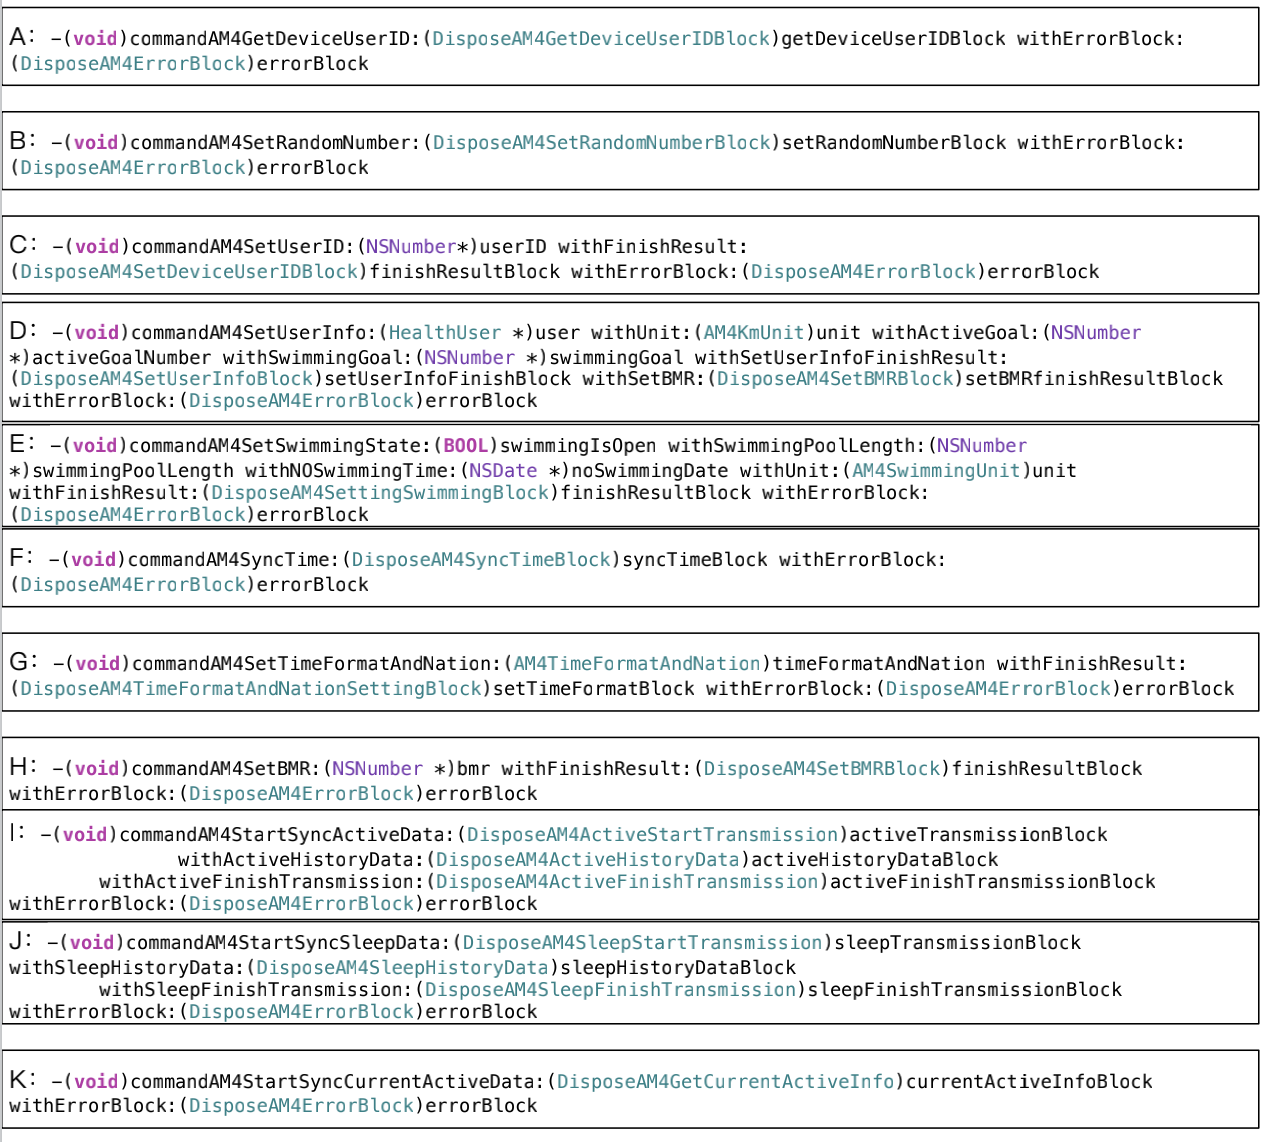 A: -(void)commandAM4GetDeviceUserID:(DisposeAM4GetDeviceUserIDBlock)getDeviceUserIDBlock withErrorBlock:
(DisposeAM4ErrorBlock)errorBlock
B: -(void)commandAM4SetRandomNumber:(DisposeAM4SetRandomNumberBlock)setRandomNumberBlock withErrorBlock:
(DisposeAM4ErrorBlock)errorBlock
C: -(void)commandAM4SetUserID:(NSNumber*)userID withFinishResult:
(DisposeAM4SetDeviceUserIDBlock)finishResultBlock withErrorBlock:(DisposeAM4ErrorBlock)errorBlock
D: -(void)commandAM4SetUserInfo:(HealthUser *)user withUnit:(AM4KmUnit)unit withActiveGoal:(NSNumber
*)activeGoalNumber withSwimmingGoal:(NSNumber *)swimmingGoal withSetUserInfoFinishResult:
(DisposeAM4SetUserInfoBlock)setUserInfoFinishBlock withSetBMR:(DisposeAM4SetBMRBlock)setBMRfinishResultBlock
withErrorBlock:(DisposeAM4ErrorBlock)errorBlock
E: -(void)commandAM4SetSwimmingState:(BOOL)swimmingIsOpen withSwimmingPoolLength:(NSNumber
*)swimmingPoolLength withNOSwimmingTime:(NSDate *)noSwimmingDate withUnit:(AM4SwimmingUnit)unit
withFinishResult:(DisposeAM4SettingSwimmingBlock)finishResultBlock withErrorBlock:
(DisposeAM4ErrorBlock)errorBlock
F: -(void)commandAM4SyncTime:(DisposeAM4SyncTimeBlock)syncTimeBlock withErrorBlock:
(DisposeAM4ErrorBlock)errorBlock
G: -(void)commandAM4SetTimeFormatAndNation:(AM4TimeFormatAndNation)timeFormatAndNation withFinishResult:
(DisposeAM4TimeFormatAndNationSettingBlock)setTimeFormatBlock withErrorBlock:(DisposeAM4ErrorBlock)errorBlock
H: -(void)commandAM4SetBMR:(NSNumber *)bmr withFinishResult:(DisposeAM4SetBMRBlock)finishResultBlock
withErrorBlock:(DisposeAM4ErrorBlock)errorBlock
I: -(void)commandAM4StartSyncActiveData:(DisposeAM4ActiveStartTransmission)activeTransmissionBlock
withActiveHistoryData:(DisposeAM4ActiveHistoryData)activeHistoryDataBlock
withActiveFinishTransmission:(DisposeAM4ActiveFinishTransmission)activeFinishTransmissionBlock
withErrorBlock:(DisposeAM4ErrorBlock)errorBlock
J: -(void)commandAM4StartSyncSleepData:(DisposeAM4SleepStartTransmission)sleepTransmissionBlock
withSleepHistoryData:(DisposeAM4SleepHistoryData)sleepHistoryDataBlock
withSleepFinishTransmission:(DisposeAM4SleepFinishTransmission)sleepFinishTransmissionBlock
withErrorBlock:(DisposeAM4ErrorBlock)errorBlock
K: -(void)commandAM4StartSyncCurrentActiveData:(DisposeAM4GetCurrentActiveInfo)currentActiveInfoBlock
withErrorBlock:(DisposeAM4ErrorBlock)errorBlock